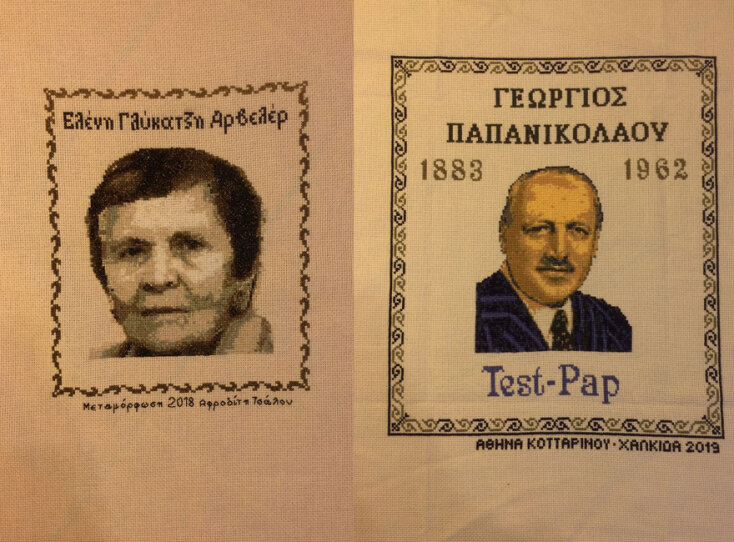 Ελένη Γλύκατζη Αρβελέρ
Μεταμόρφωση 2018 Αφροδίτη Τσάλου
ΓΕΩΡΓΙΟΣ
ΠΑΠΑΝΙΚΟΛΑΟΥ
1883 1962
Test-Pap
ΑΘΗΝΑ ΚΟΤΤΑΡΙΝΟΥ · ΧΑΛΚΙΔΑ 2019